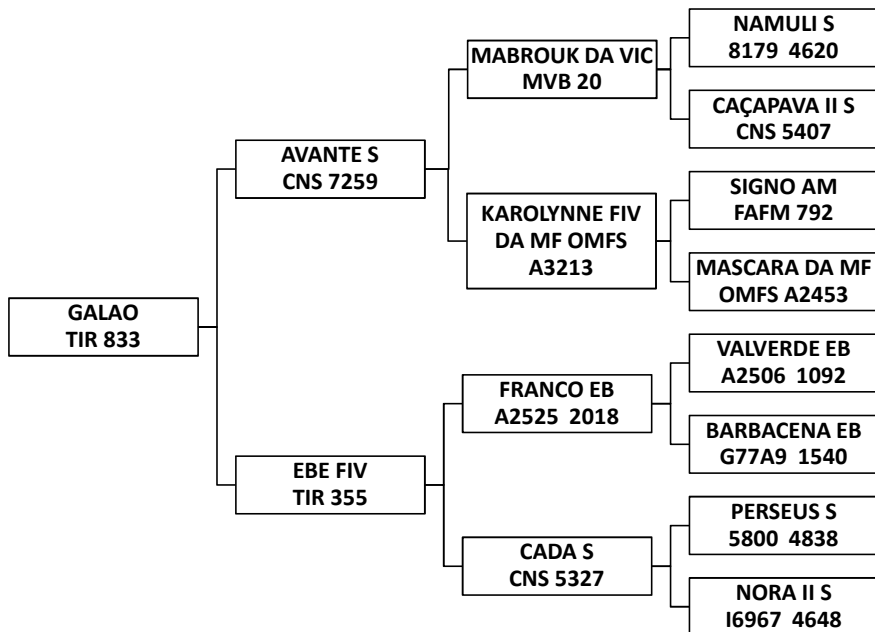 NAMULI S
8179 4620
MABROUK DA VIC
MVB 20
CAÇAPAVA II S
CNS 5407
AVANTE S
CNS 7259
SIGNO AM
FAFM 792
KAROLYNNE FIV
DA MF OMFS
A3213
MASCARA DA MF
OMFS A2453
GALAO
TIR 833
VALVERDE EB
A2506 1092
FRANCO EB
A2525 2018
BARBACENA EB
G77A9 1540
EBE FIV
TIR 355
PERSEUS S
5800 4838
CADA S
CNS 5327
NORA II S
I6967 4648